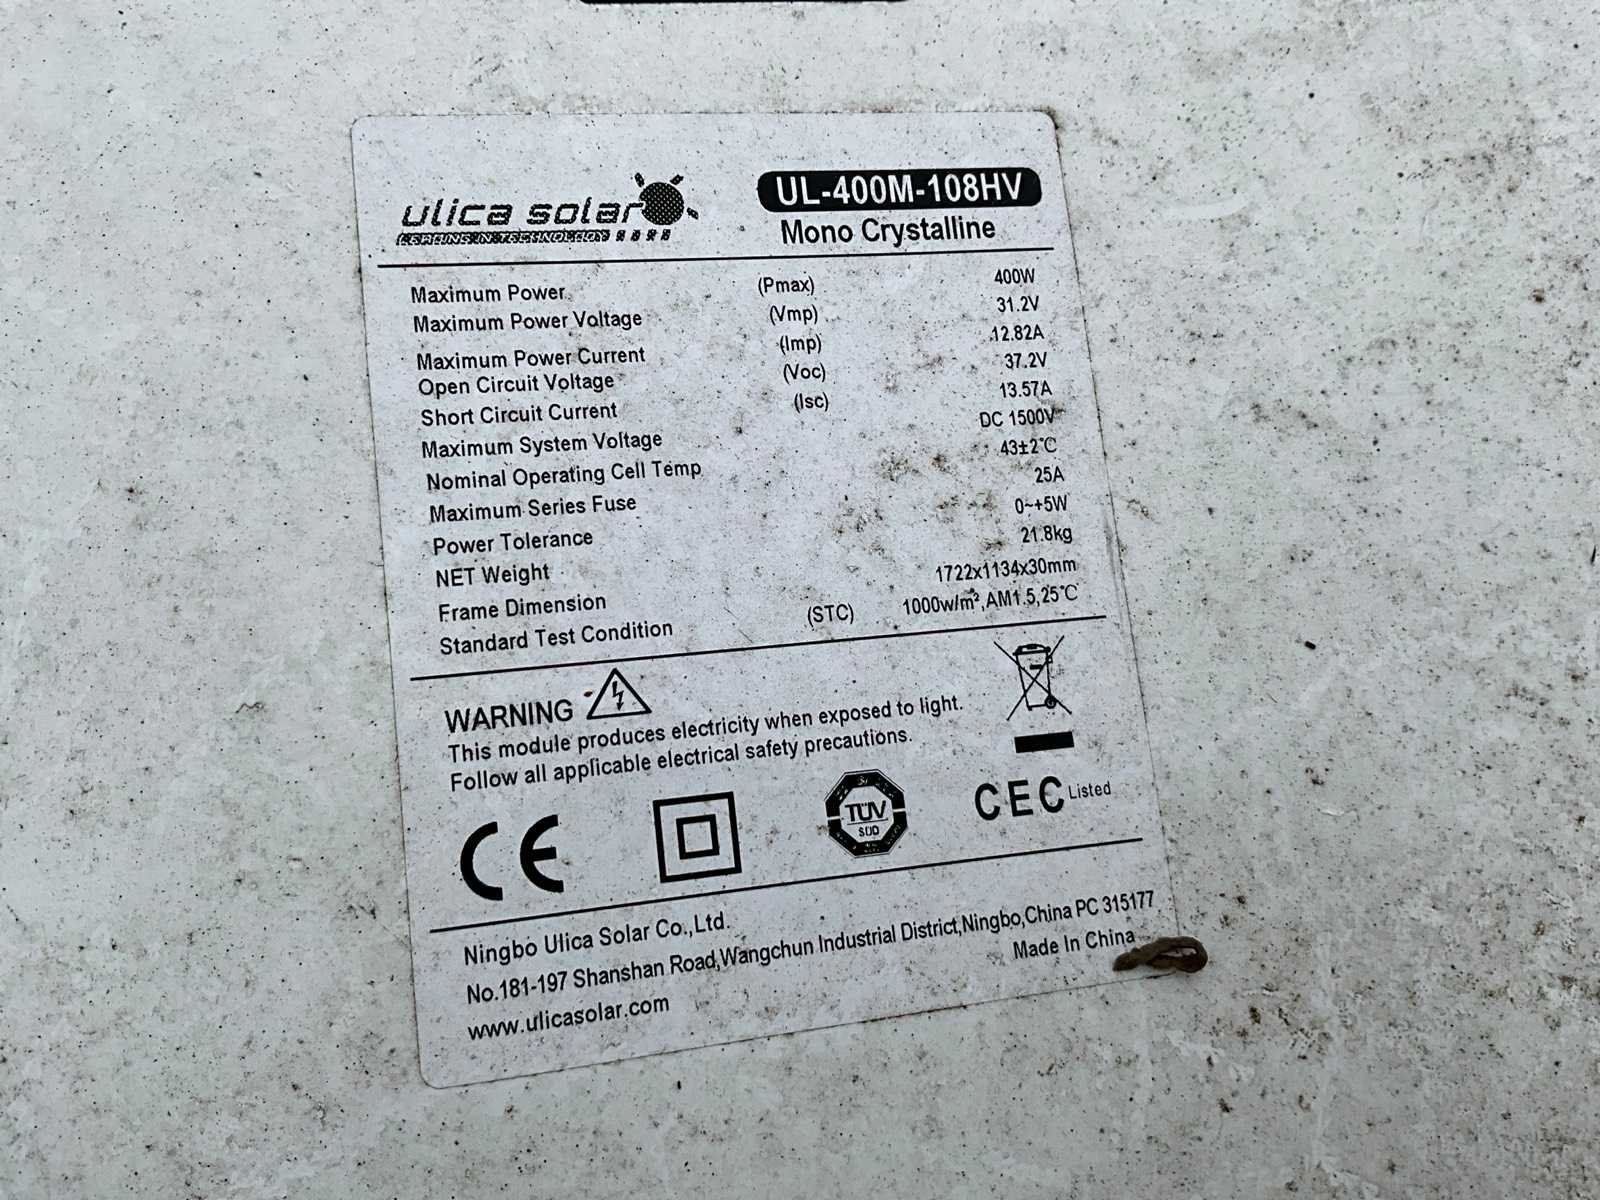 ulica solar
LEADING IN TECHNOLOGY
UL-400M-108HV
Mono Crystalline
Maximum Power (Pmax) 400W
Maximum Power Voltage (Vmp) 31.2V
Maximum Power Current (Imp) 12.82A
Open Circuit Voltage (Voc) 37.2V
Short Circuit Current (Isc) 13.57A
Maximum System Voltage DC 1500V
Nominal Operating Cell Temp 43±2℃
Maximum Series Fuse 25A
Power Tolerance 0~+5W
NET Weight 21.8kg
Frame Dimension 1722x1134x30mm
Standard Test Condition (STC) 1000w/m²,AM1.5,25℃
WARNING
This module produces electricity when exposed to light.
Follow all applicable electrical safety precautions.
CE
TÜV
SÜD
CEC Listed
Ningbo Ulica Solar Co.,Ltd.
No.181-197 Shanshan Road,Wangchun Industrial District,Ningbo,China PC 315177
Made In China
www.ulicasolar.com